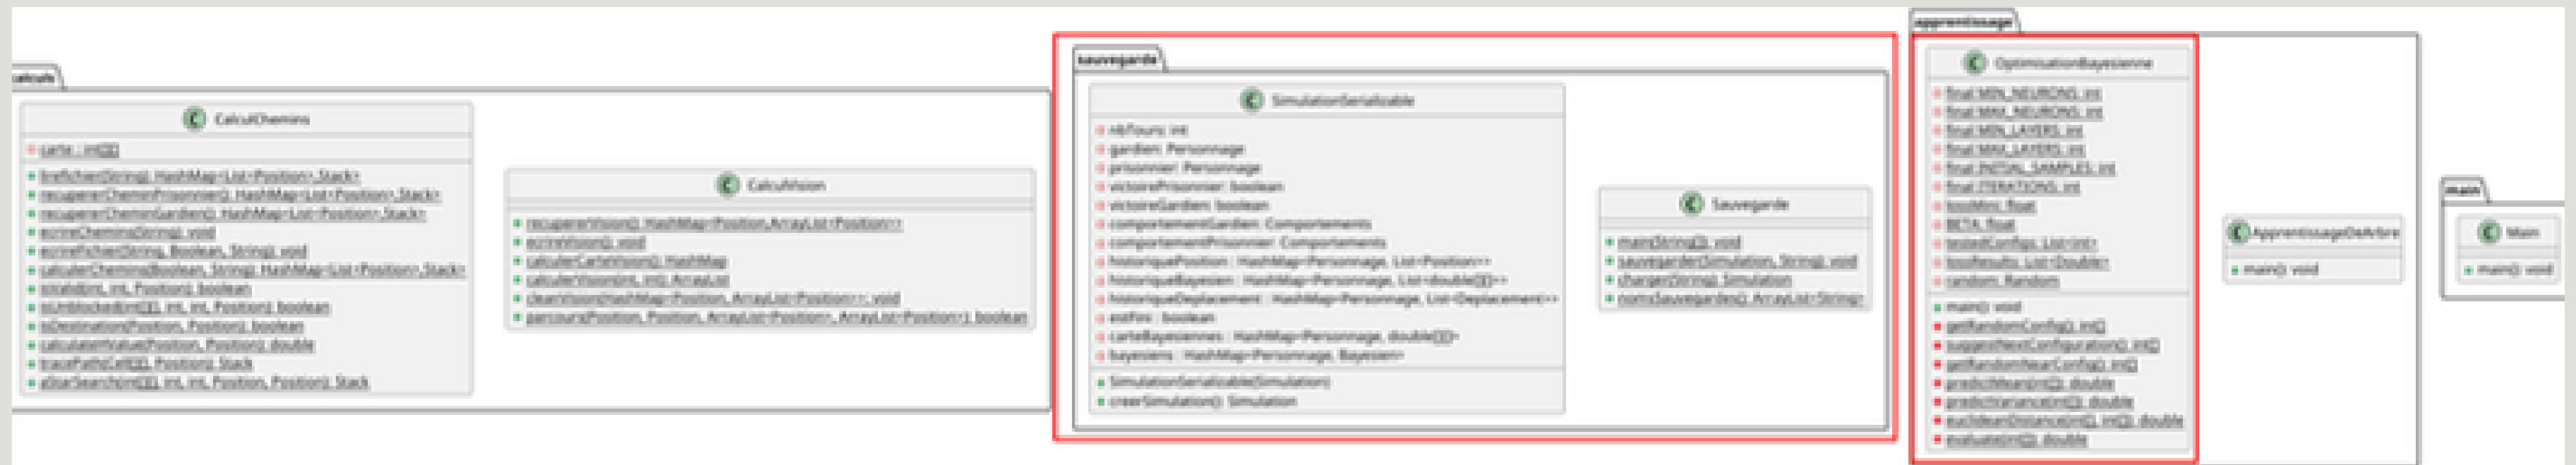 calculs
CalculChemins
carte : int[][]
lireFichier(String): HashMap<List<Position>,Stack>
recupererCheminPrisonnier(): HashMap<List<Position>,Stack>
recupererCheminGardien(): HashMap<List<Position>,Stack>
ecrireChemins(String): void
ecrireFichier(String, Boolean, String): void
calculerChemins(Boolean, String): HashMap<List<Position>,Stack>
isValid(int, int, Position): boolean
isUnblocked(int[][], int, int, Position): boolean
isDestination(Position, Position): boolean
calculateHValue(Position, Position): double
tracePath(Cell[][], Position): Stack
aStarSearch(int[][], int, int, Position, Position): Stack
CalculVision
recupererVision(): HashMap<Position,ArrayList<Position>>
ecrireVision(): void
calculerCarteVision(): HashMap
calculerVision(int, int): ArrayList
clearVision(HashMap<Position, ArrayList<Position>>): void
parcours(Position, Position, ArrayList<Position>, ArrayList<Position>): boolean
sauvegarde
SimulationSerializable
nbTours: int
gardien: Personnage
prisonnier: Personnage
victoirePrisonnier: boolean
victoireGardien: boolean
comportementGardien: Comportements
comportementPrisonnier: Comportements
historiquePosition : HashMap<Personnage, List<Position>>
historiqueBayesien : HashMap<Personnage, List<double[][]>>
historiqueDeplacement : HashMap<Personnage, List<Deplacement>>
estFini : boolean
carteBayesiennes : HashMap<Personnage, double[][]>
bayesiens : HashMap<Personnage, Bayesien>
SimulationSerializable(Simulation)
creerSimulation(): Simulation
Sauvegarde
main(String[]): void
sauvegarder(Simulation, String): void
charger(String): Simulation
nomsSauvegardes(): ArrayList<String>
apprentissage
OptimisationBayesienne
final MIN_NEURONS: int
final MAX_NEURONS: int
final MIN_LAYERS: int
final MAX_LAYERS: int
final INITIAL_SAMPLES: int
final ITERATIONS: int
lossMini: float
BETA: float
testedConfigs: List<int>
lossResults: List<Double>
random: Random
main(): void
getRandomConfig(): int[]
suggestNextConfiguration(): int[]
getRandomNearConfig(): int[]
predictMean(int[]): double
predictVariance(int[]): double
euclideanDistance(int[], int[]): double
evaluate(int[]): double
ApprentissageDeArbre
main(): void
main
Main
main(): void